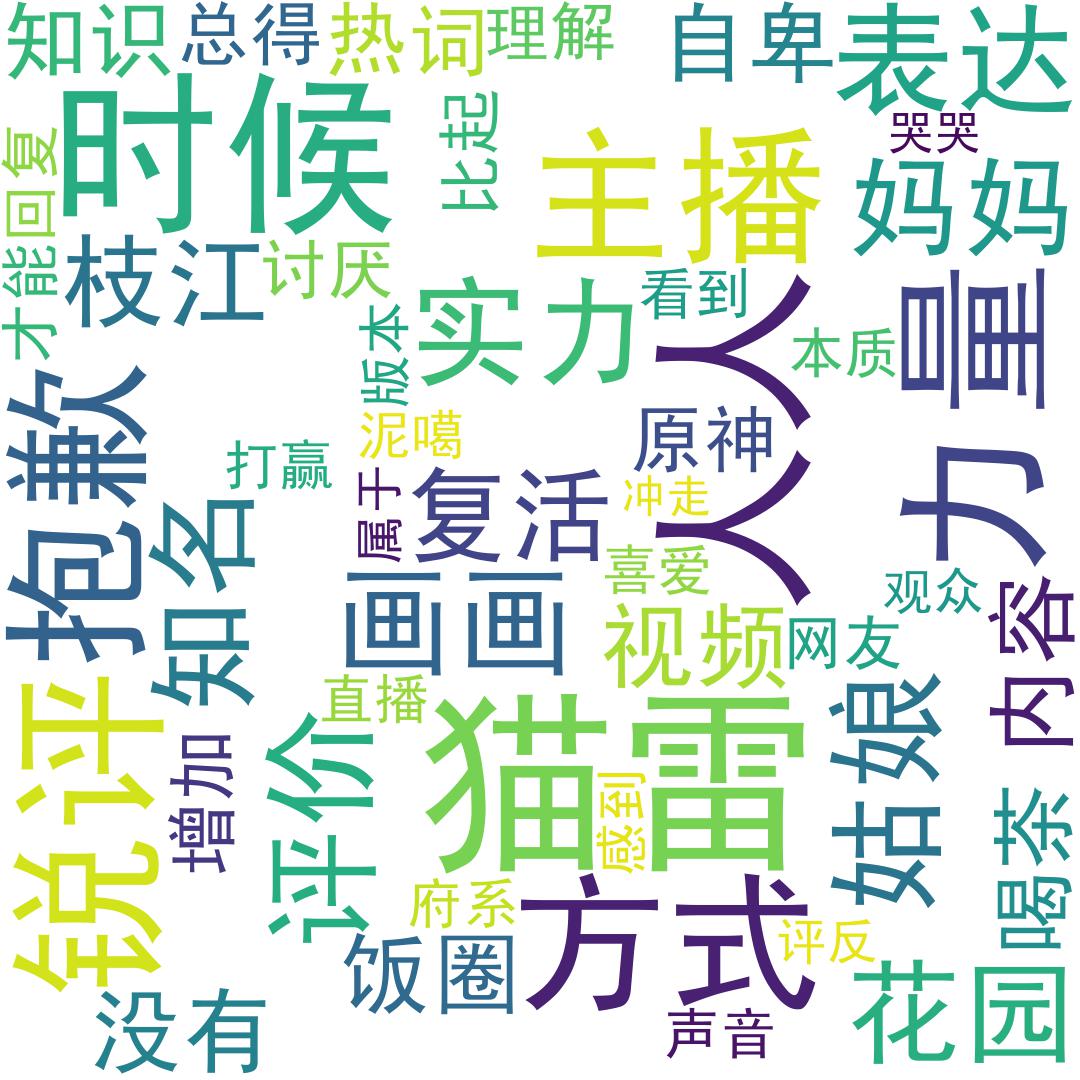 知识
总得
热词
理解
自卑
表达
时候
比起
主播
哭哭
妈妈
才能
回复
枝江
讨厌
实力
看到
人人
力量
版本
本质
抱歉
泥噶
原神
打赢
知名
属于
复活
冲走
画画
喜爱
观众
内容
视频
网友
锐评
直播
姑娘
猫雷
增加
评价
感到
喝茶
府系
方式
评反
饭圈
花园
没有
声音